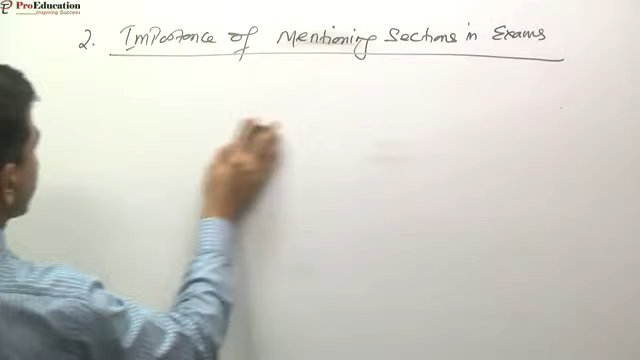 ProEducation
Inspiring Success
2. Importance of Mentioning Sections in Exams